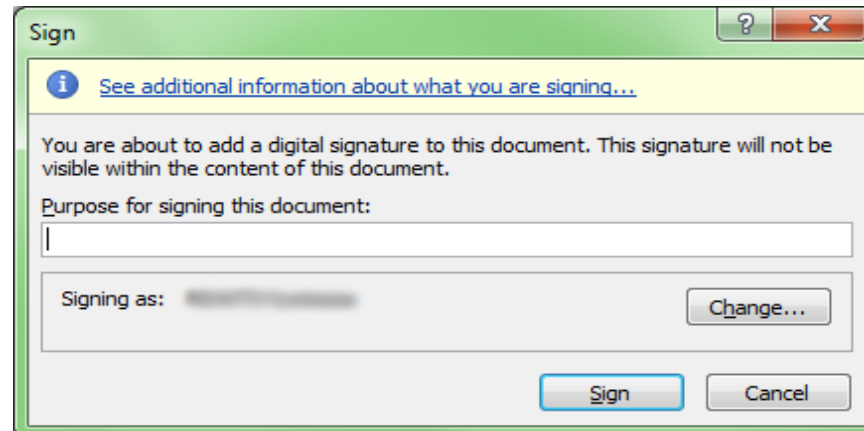 Sign
See additional information about what you are signing...
You are about to add a digital signature to this document. This signature will not be
visible within the content of this document.
Purpose for signing this document:
Signing as:
Change...
Sign
Cancel